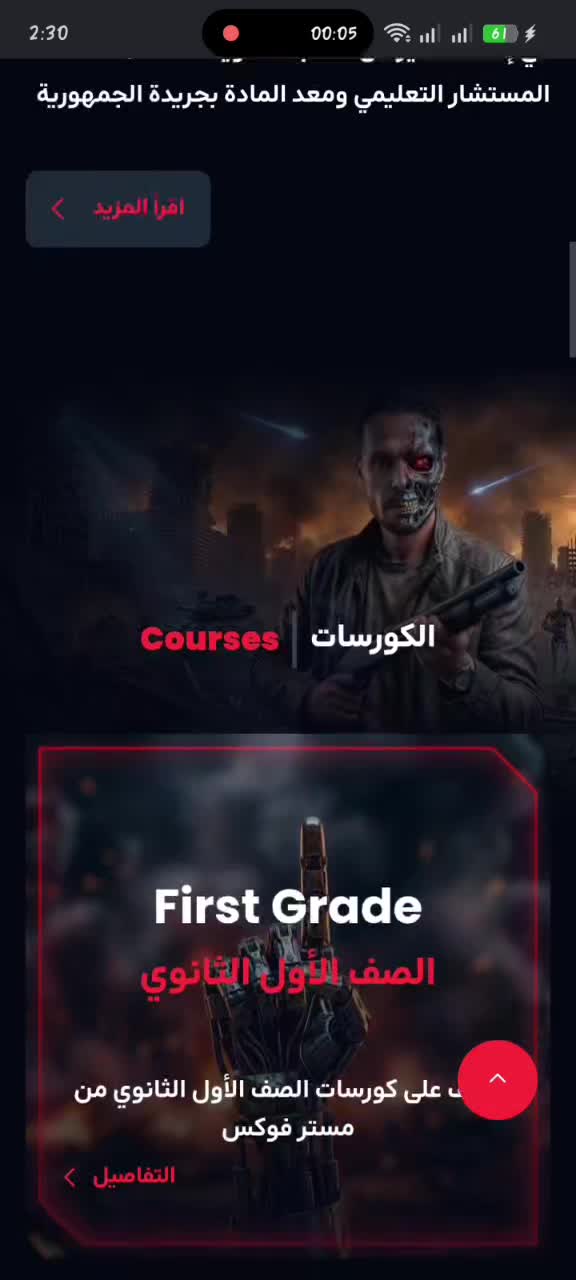 2:30
00:05
61
المستشار التعليمي ومعد المادة بجريدة الجمهورية
اقرأ المزيد
الكورسات | Courses
First Grade
الصف الأول الثانوي
على كورسات الصف الأول الثانوي من
مستر فوكس
التفاصيل